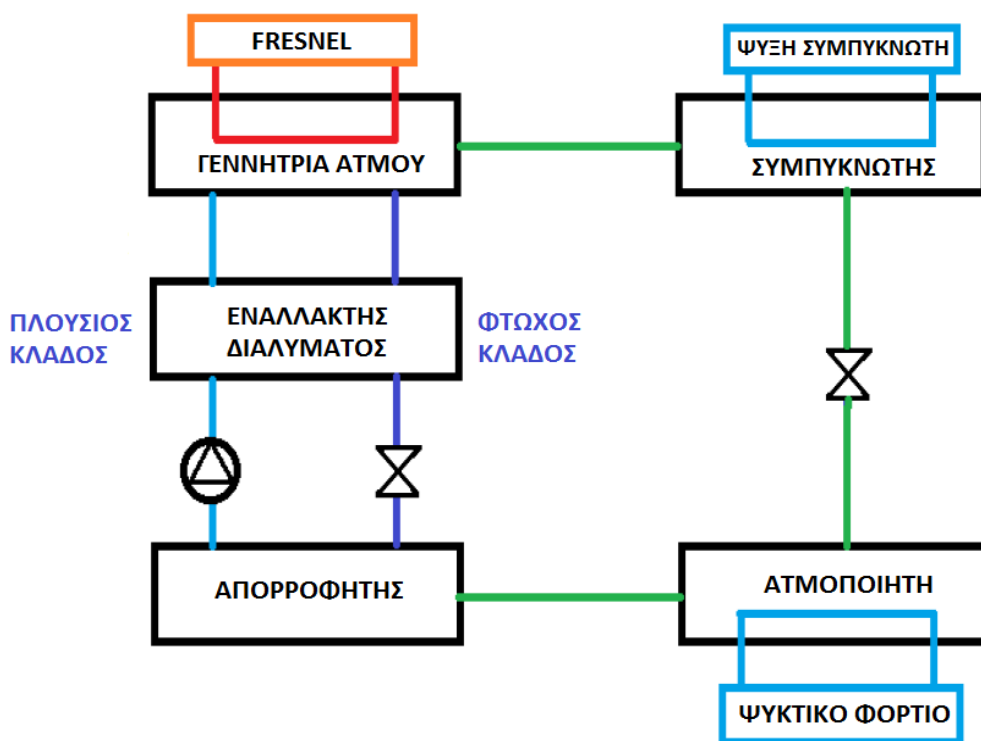 FRESNEL
ΨΥΞΗ ΣΥΜΠΥΚΝΩΤΗ
ΓΕΝΝΗΤΡΙΑ ΑΤΜΟΥ
ΣΥΜΠΥΚΝΩΤΗΣ
ΠΛΟΥΣΙΟΣ
ΚΛΑΔΟΣ
ΕΝΑΛΛΑΚΤΗΣ
ΔΙΑΛΥΜΑΤΟΣ
ΦΤΩΧΟΣ
ΚΛΑΔΟΣ
ΑΠΟΡΡΟΦΗΤΗΣ
ΑΤΜΟΠΟΙΗΤΗ
ΨΥΚΤΙΚΟ ΦΟΡΤΙΟ